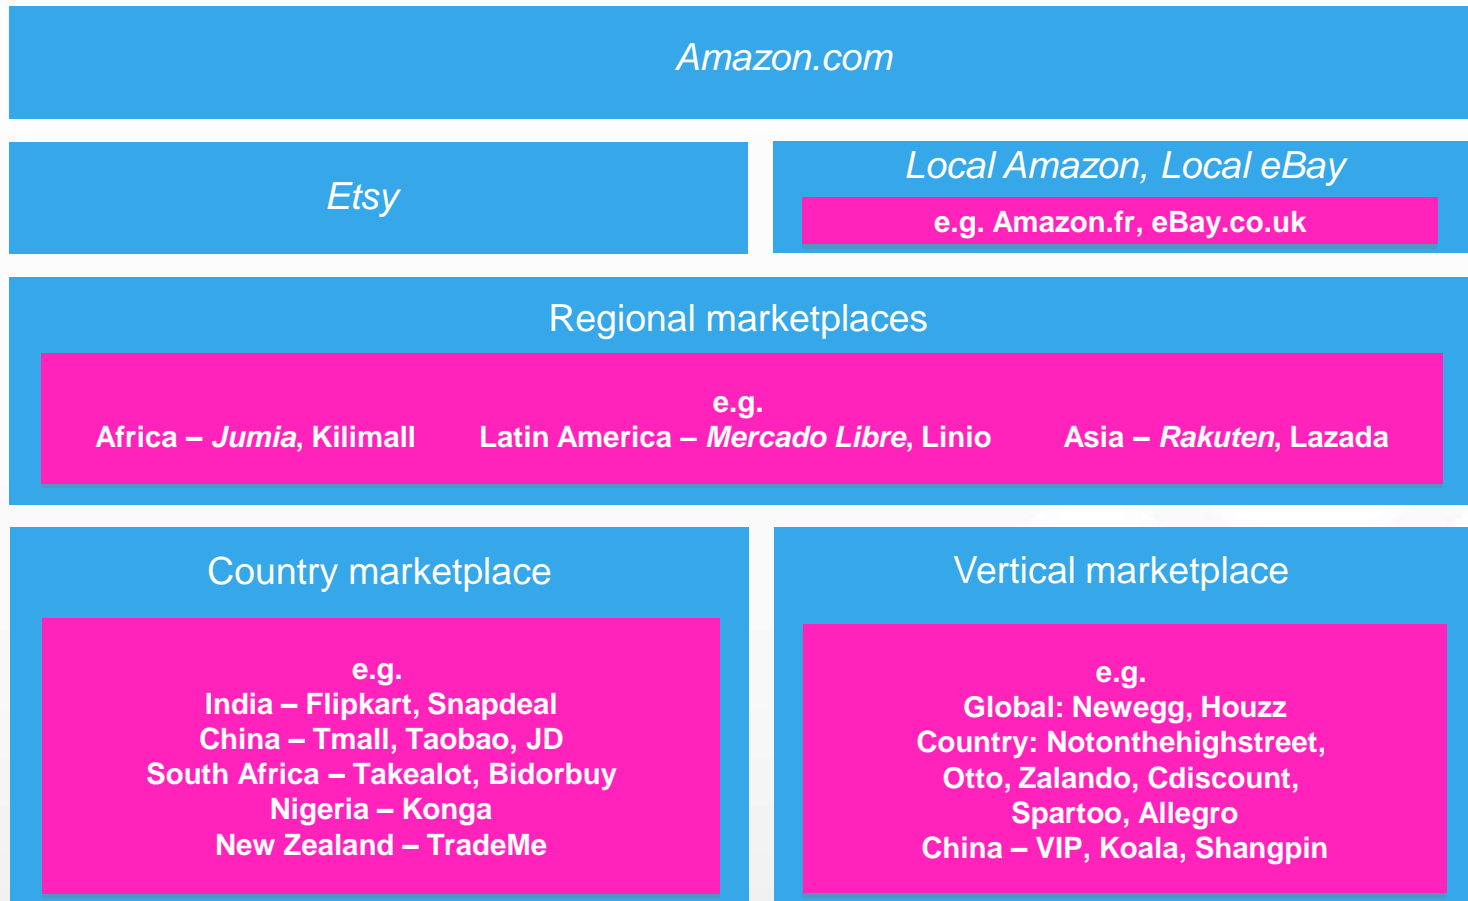 Amazon.com
Etsy
Local Amazon, Local eBay
e.g. Amazon.fr, eBay.co.uk
Regional marketplaces
e.g.
Africa – Jumia, Kilimall Latin America – Mercado Libre, Linio Asia – Rakuten, Lazada
Country marketplace
e.g.
India – Flipkart, Snapdeal
China – Tmall, Taobao, JD
South Africa – Takealot, Bidorbuy
Nigeria – Konga
New Zealand – TradeMe
Vertical marketplace
e.g.
Global: Newegg, Houzz
Country: Notonthehighstreet,
Otto, Zalando, Cdiscount,
Spartoo, Allegro
China – VIP, Koala, Shangpin